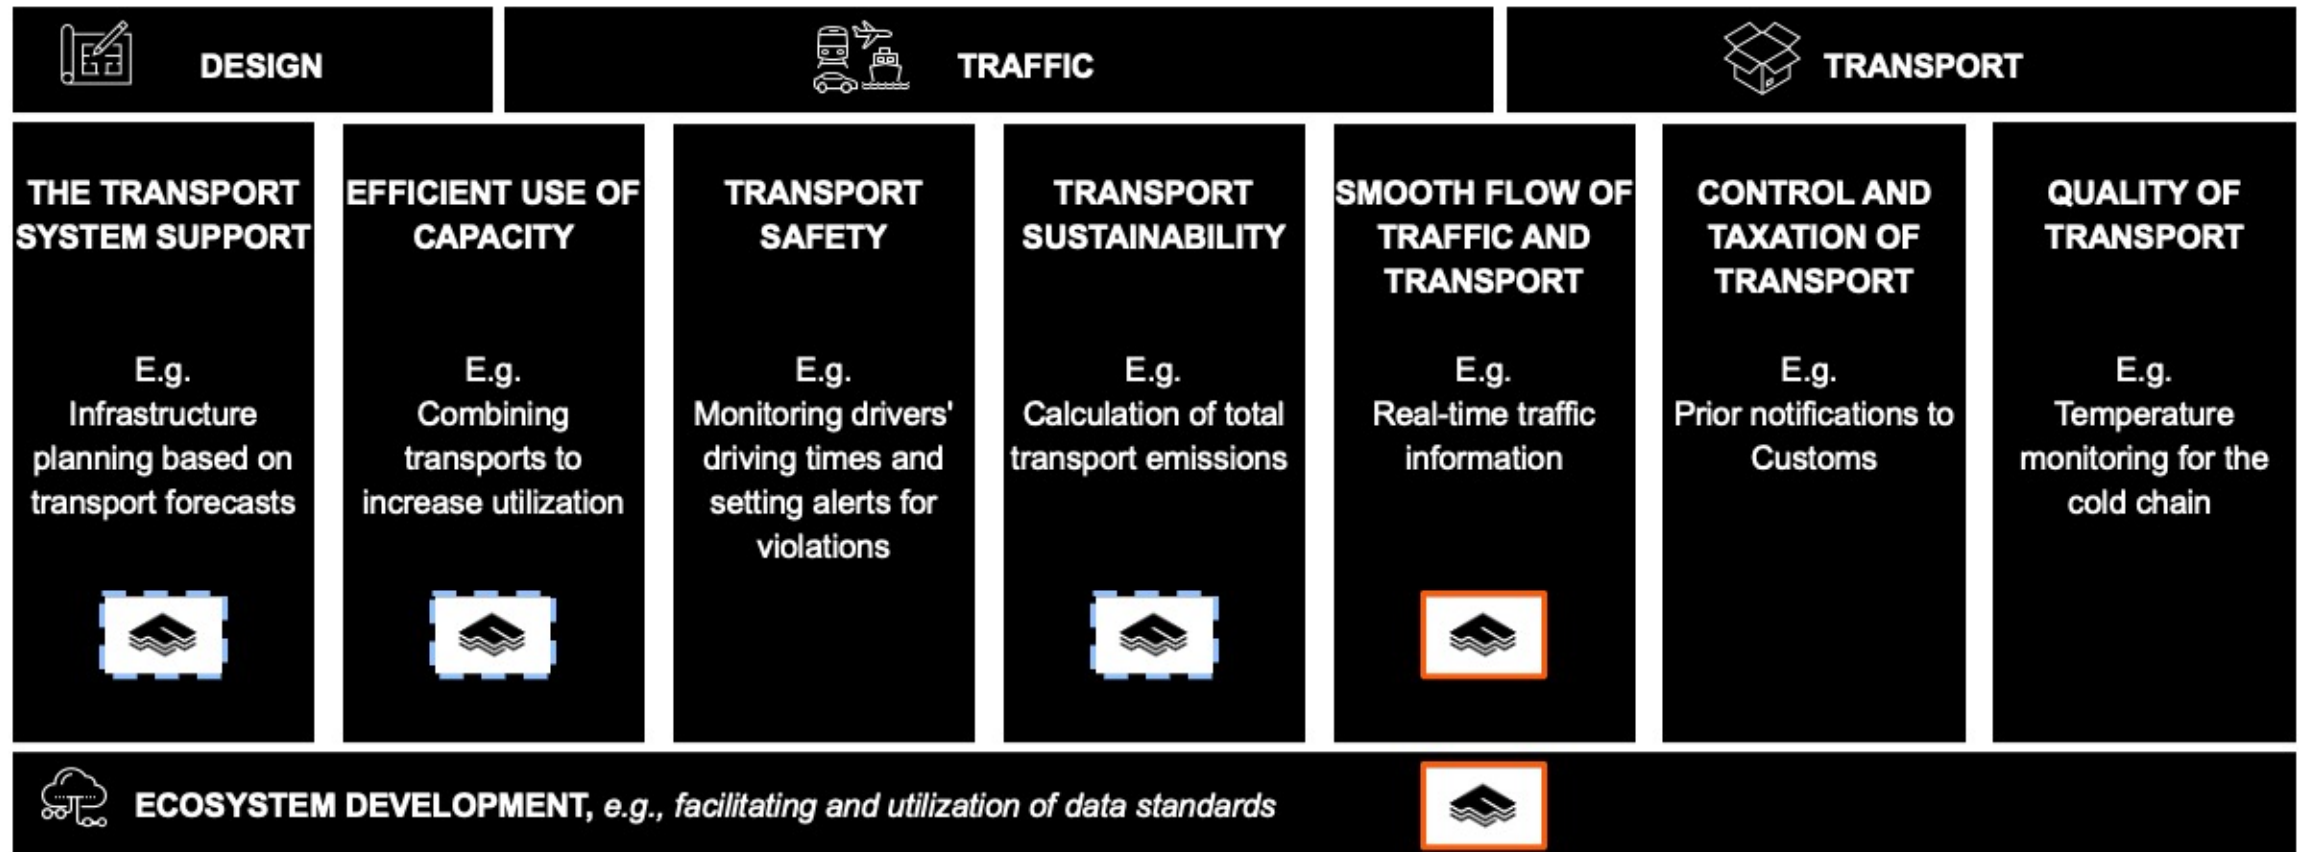 DESIGN
TRAFFIC
TRANSPORT
THE TRANSPORT
SYSTEM SUPPORT
E.g.
Infrastructure
planning based on
transport forecasts
EFFICIENT USE OF
CAPACITY
E.g.
Combining
transports to
increase utilization
TRANSPORT
SAFETY
E.g.
Monitoring drivers'
driving times and
setting alerts for
violations
TRANSPORT
SUSTAINABILITY
E.g.
Calculation of total
transport emissions
SMOOTH FLOW OF
TRAFFIC AND
TRANSPORT
E.g.
Real-time traffic
information
CONTROL AND
TAXATION OF
TRANSPORT
E.g.
Prior notifications to
Customs
QUALITY OF
TRANSPORT
E.g.
Temperature
monitoring for the
cold chain
ECOSYSTEM DEVELOPMENT, e.g., facilitating and utilization of data standards